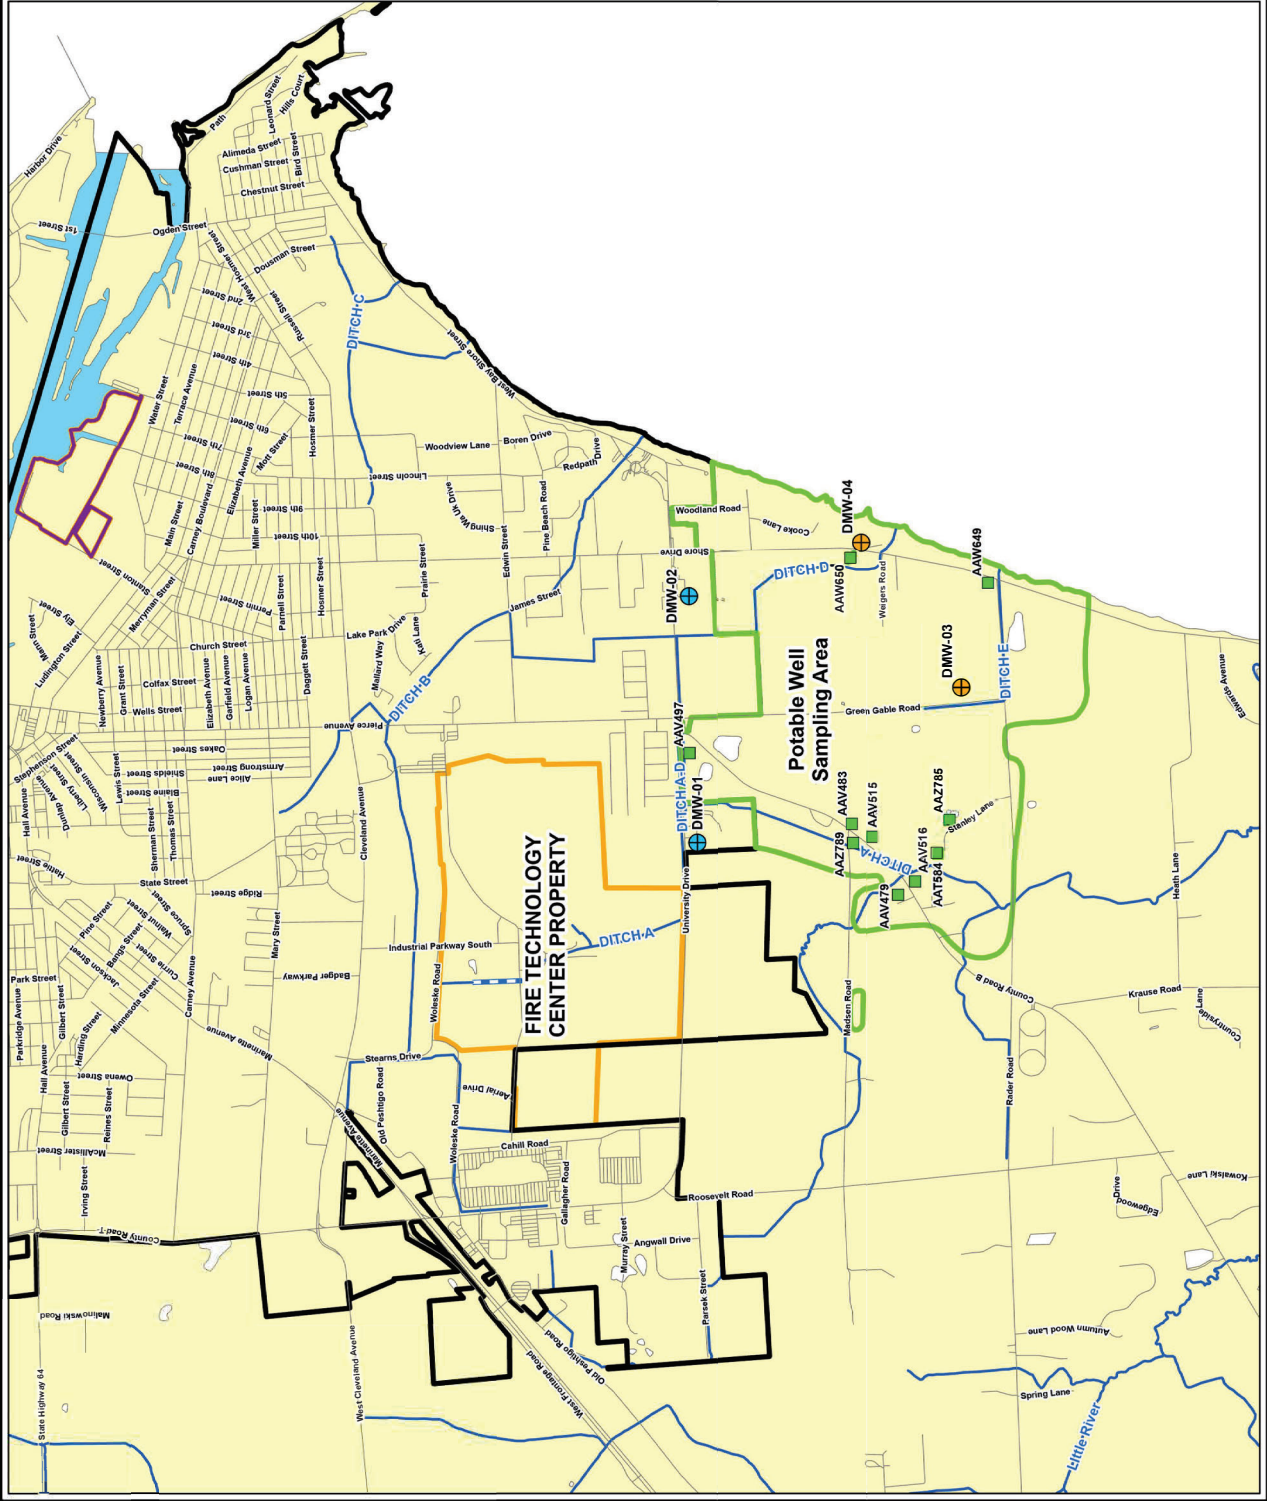 Harbor Drive
1st Street
Ogden Street
Path
Leonard Street
Hills Court
Alimeda Street
Cushman Street
Bird Street
Chestnut Street
West Hosmer Street
Dousman Street
2nd Street
Russell Street
3rd Street
4th Street
5th Street
DITCH C
West Bay Shore Street
Water Street
Terrace Avenue
6th Street
7th Street
Mott Street
Hosmer Street
8th Street
Elizabeth Avenue
Woodview Lane
Boren Drive
Redpath Drive
Lincoln Street
Main Street
Carney Boulevard
Miller Street
9th Street
10th Street
Shing Wa Uk Drive
Pine Beach Road
Edwin Street
Woodland Road
Cooke Lane
DMW-04
Shore Drive
Stanton Street
Merryman Street
Pernin Street
Parnell Street
Hosmer Street
Prairie Street
James Street
DMW-02
DITCH D
AAW650
Weigers Road
AAW649
Ely Street
Mann Street
Ludington Street
Church Street
Lake Park Drive
Kati Lane
Mallard Way
Daggett Street
Newberry Avenue
Grant Street
Colfax Street
Wells Street
Elizabeth Avenue
Garfield Avenue
Logan Avenue
DITCH B
Pierce Avenue
DMW-03
DITCH E
Green Gable Road
Edwards Avenue
Potable Well
Sampling Area
AAV497
DITCH A-D
DMW-01
Stephenson Street
Wisconsin Street
Liberty Street
Dunlap Avenue
Hall Avenue
Lewis Street
Oakes Street
Armstrong Street
Shields Street
Alice Lane
Blaine Street
Sherman Street
Thomas Street
Cleveland Avenue
AAV483
AAV515
AAZ785
AAZ789
Stanley Lane
DITCH A
AAV516
AAT584
AAV479
Heath Lane
Hattie Street
State Street
Ridge Street
Spruce Street
Walnut Street
Pine Street
Bangs Street
Jackson Street
Currie Street
Mary Street
Industrial Parkway South
FIRE TECHNOLOGY
CENTER PROPERTY
DITCH A
University Drive
Badger Parkway
Woleske Road
Carney Avenue
Park Street
Parkridge Avenue
Gilbert Street
Harding Street
Minnesota Street
Marinette Avenue
Hall Avenue
Madsen Road
County Road B
Krause Road
Countryside Lane
Rader Road
Stearns Drive
Old Peshtigo Road
Aerial Drive
Woleske Road
Owena Street
Gilbert Street
Reines Street
McAllister Street
Irving Street
Marinette Avenue
Cahill Road
Gallagher Road
Roosevelt Road
Kowalski Lane
Edgewood Drive
County Road T
Murray Street
Angwall Drive
Parsek Street
Malinowski Road
Autumn Wood Lane
State Highway 64
West Cleveland Avenue
West Frontage Road
Old Peshtigo Road
Spring Lane
Little River